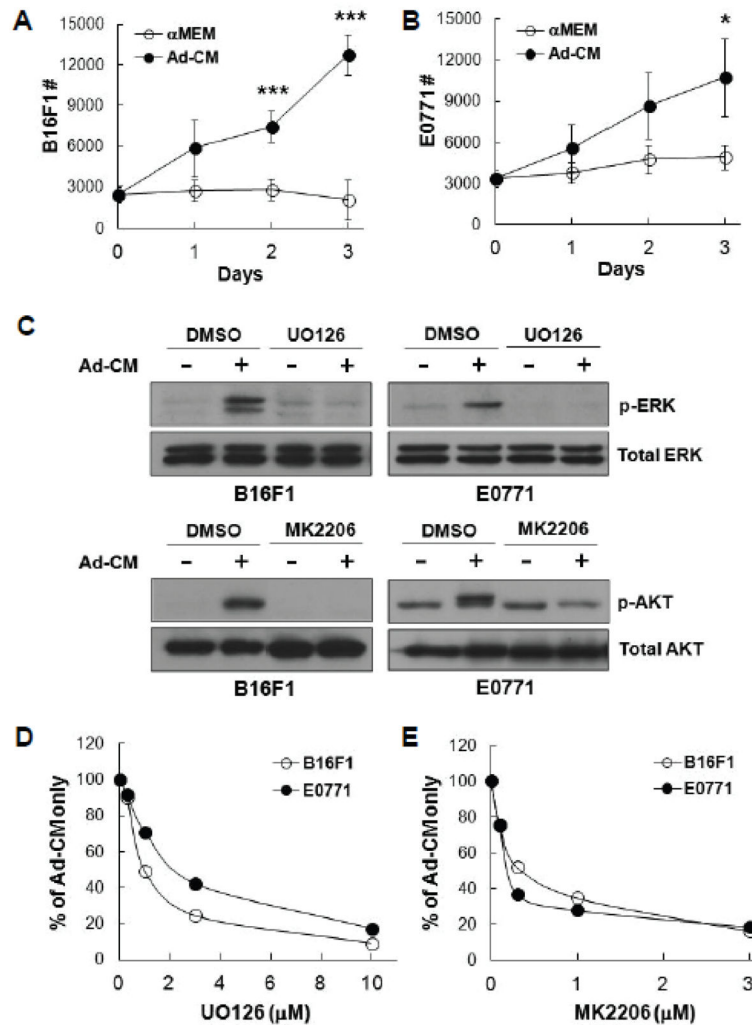 A
αMEM
Ad-CM
***
***
B16F1 #
15000
12000
9000
6000
3000
0
0 1 2 3
Days
B
αMEM
Ad-CM
*
E0771 #
15000
12000
9000
6000
3000
0
0 1 2 3
Days
C
DMSO UO126 DMSO UO126
Ad-CM − + − + − + − +
p-ERK
Total ERK
B16F1 E0771
DMSO MK2206 DMSO MK2206
Ad-CM − + − + − + − +
p-AKT
Total AKT
B16F1 E0771
D
B16F1
E0771
% of Ad-CM only
120
100
80
60
40
20
0
0 2 4 6 8 10
UO126 (µM)
E
B16F1
E0771
% of Ad-CM only
120
100
80
60
40
20
0
0 1 2 3
MK2206 (µM)